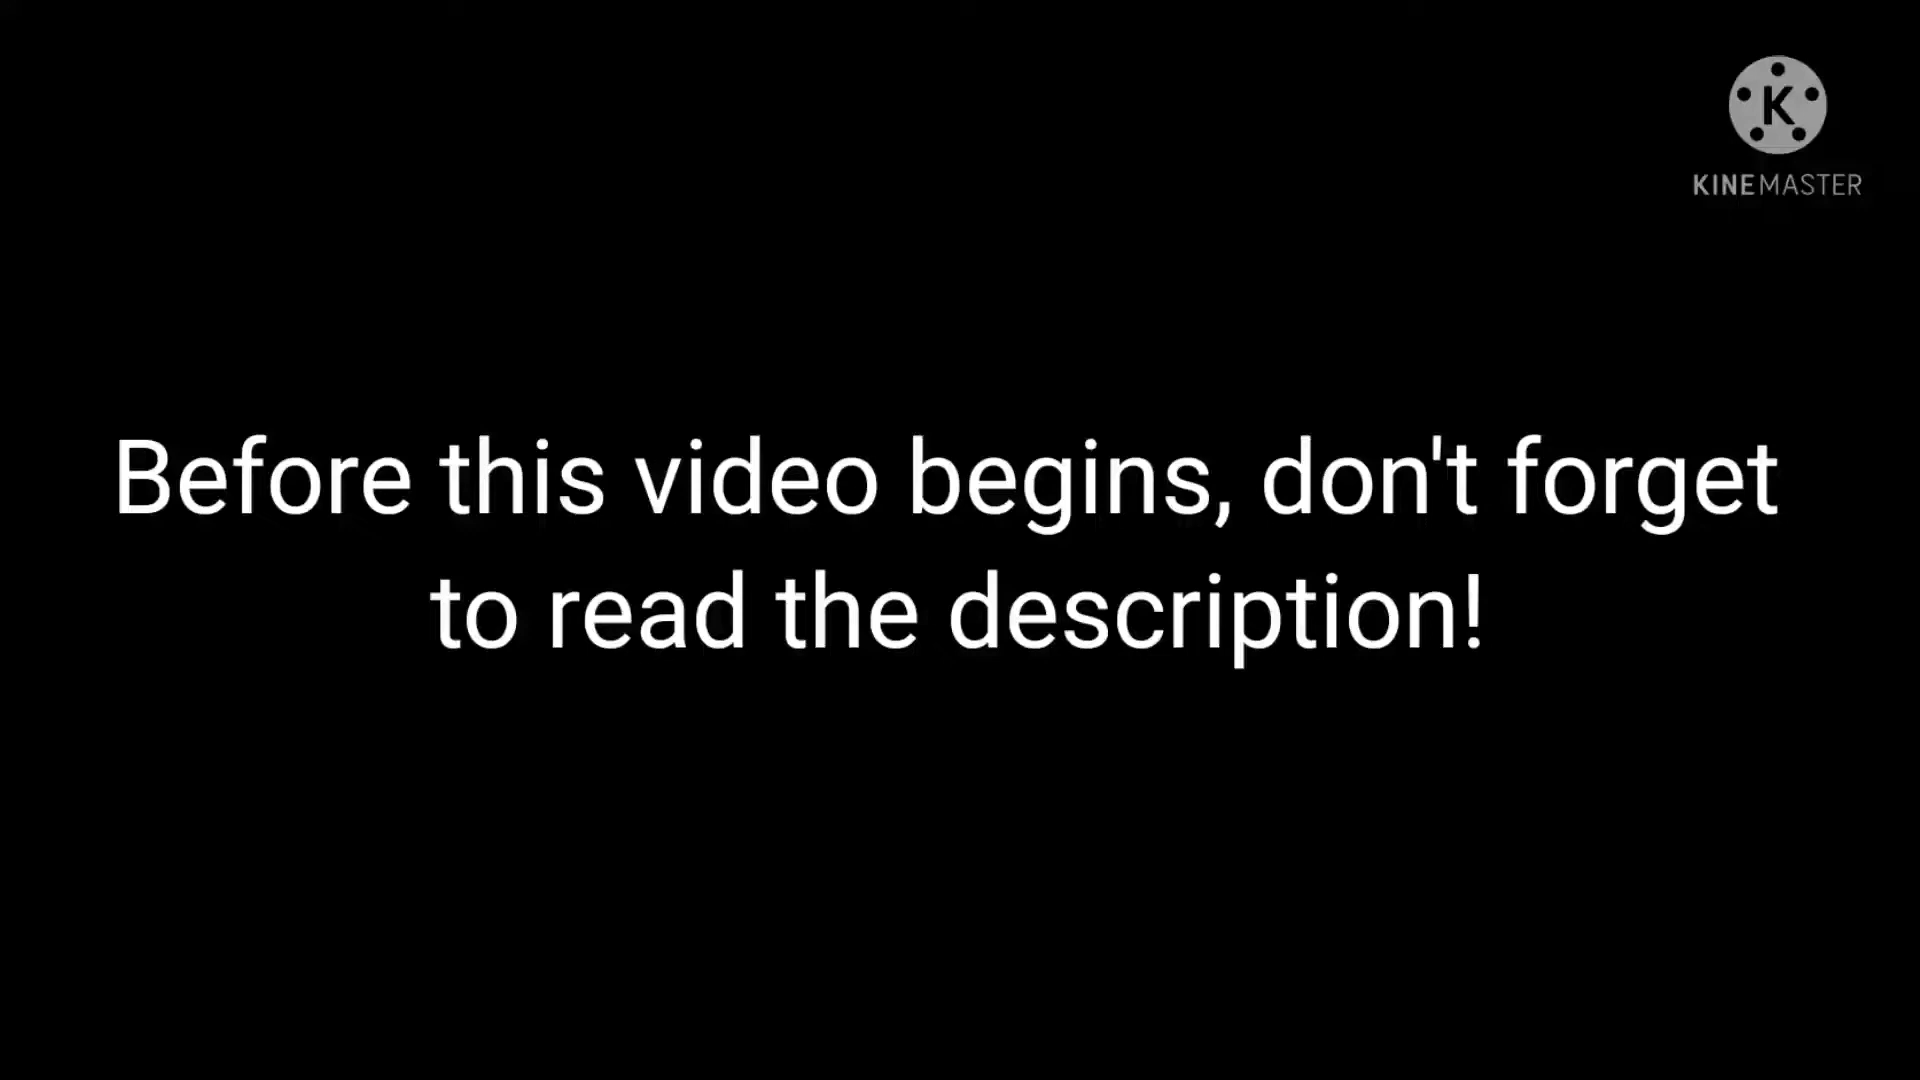 K
KINEMASTER
Before this video begins, don't forget
to read the description!